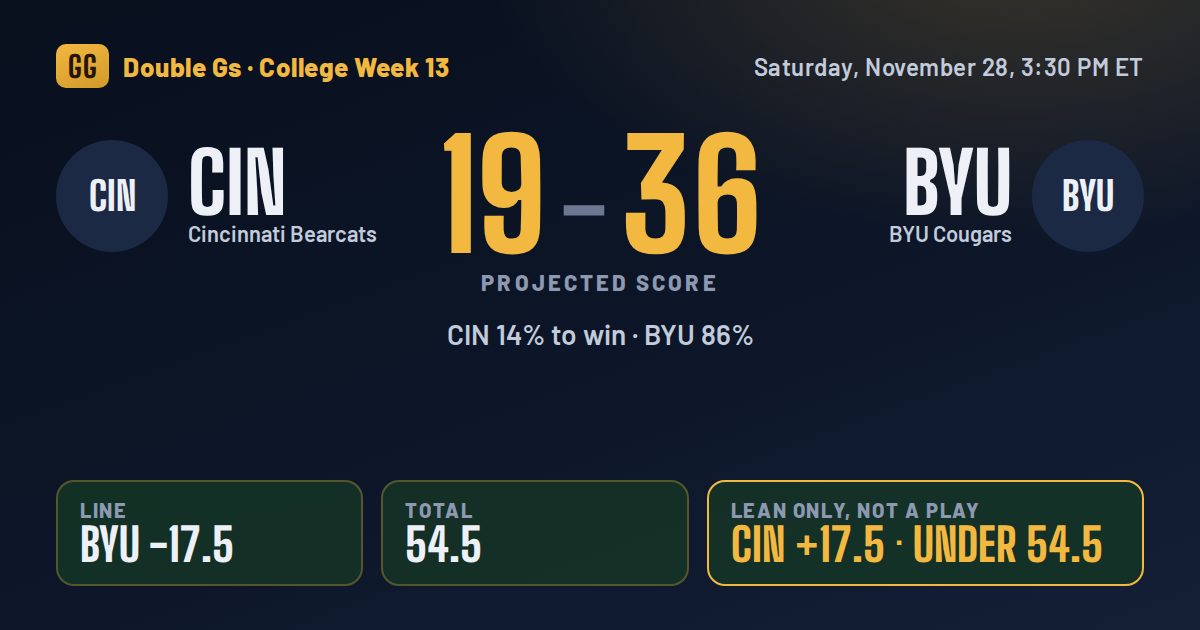 GG
Double Gs · College Week 13
Saturday, November 28, 3:30 PM ET
CIN
CIN
Cincinnati Bearcats
19 – 36
PROJECTED SCORE
CIN 14% to win · BYU 86%
BYU
BYU Cougars
BYU
LINE
BYU −17.5
TOTAL
54.5
LEAN ONLY, NOT A PLAY
CIN +17.5 · UNDER 54.5